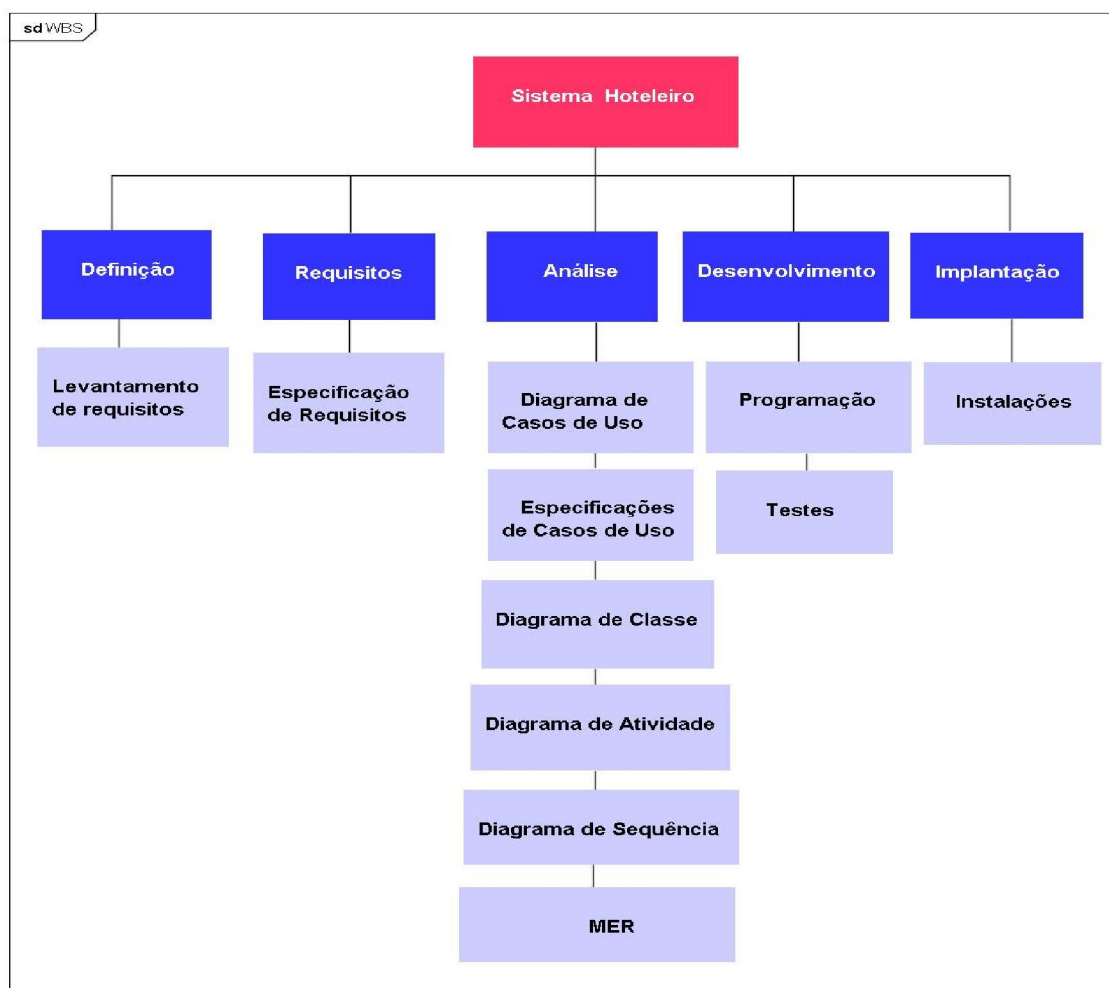 sd WBS
Sistema Hoteleiro
Definição
Requisitos
Análise
Desenvolvimento
Implantação
Levantamento
de requisitos
Especificação
de Requisitos
Diagrama de
Casos de Uso
Programação
Instalações
Especificações
de Casos de Uso
Testes
Diagrama de Classe
Diagrama de Atividade
Diagrama de Sequência
MER